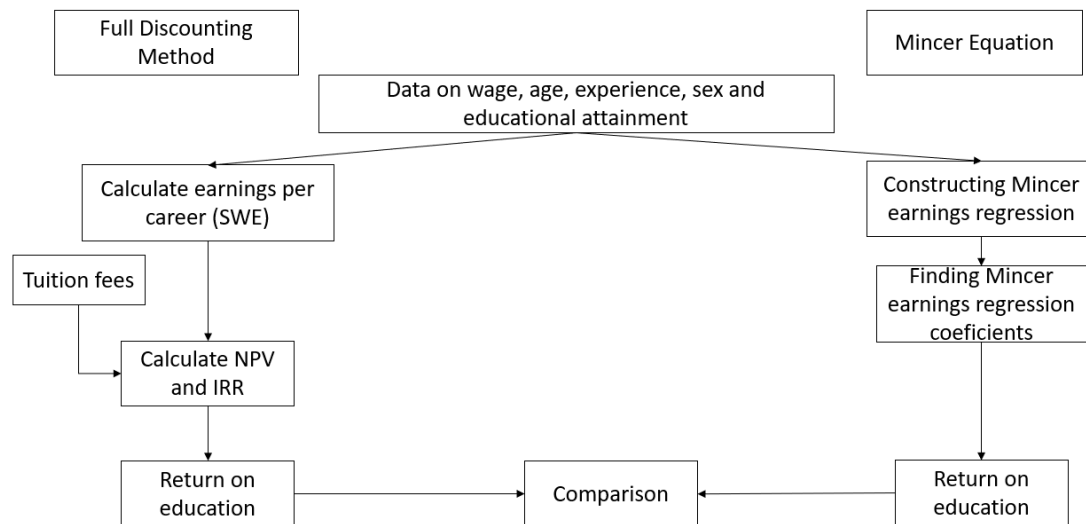 Full Discounting
Method
Mincer Equation
Data on wage, age, experience, sex and
educational attainment
Calculate earnings per
career (SWE)
Constructing Mincer
earnings regression
Tuition fees
Finding Mincer
earnings regression
coeficients
Calculate NPV
and IRR
Return on
education
Comparison
Return on
education